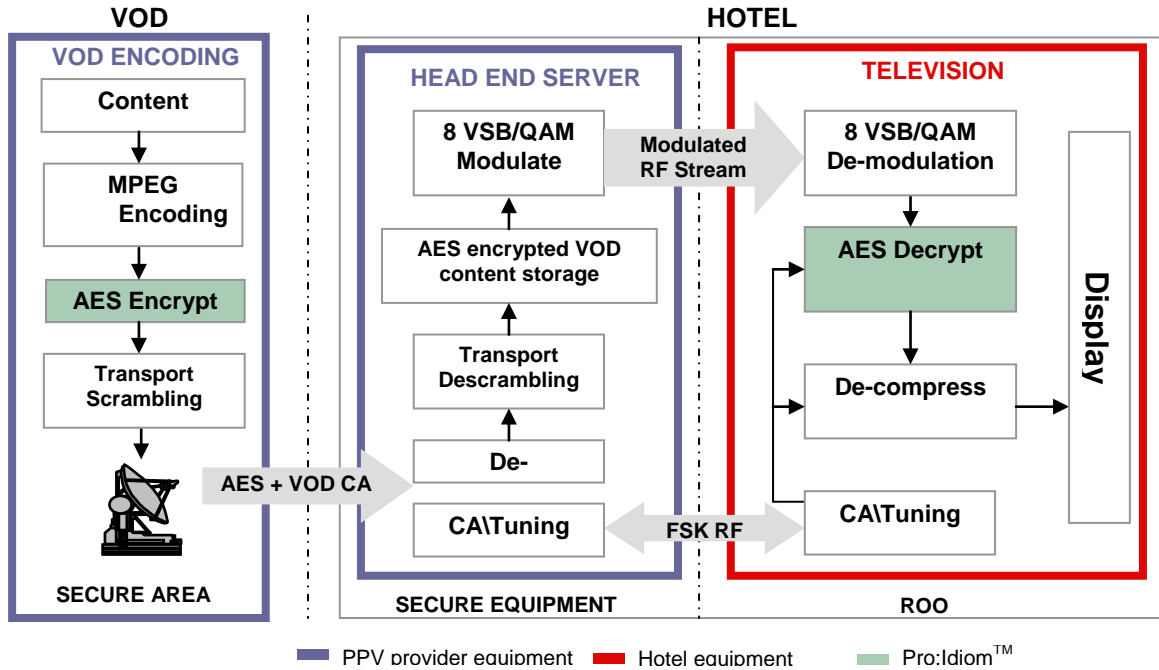 VOD
HOTEL
VOD ENCODING
Content
MPEG
Encoding
AES Encrypt
Transport
Scrambling
SECURE AREA
AES + VOD CA
HEAD END SERVER
8 VSB/QAM
Modulate
AES encrypted VOD
content storage
Transport
Descrambling
De-
CA\Tuning
SECURE EQUIPMENT
Modulated
RF Stream
FSK RF
TELEVISION
8 VSB/QAM
De-modulation
AES Decrypt
De-compress
CA\Tuning
Display
ROO
PPV provider equipment
Hotel equipment
Pro:Idiom™